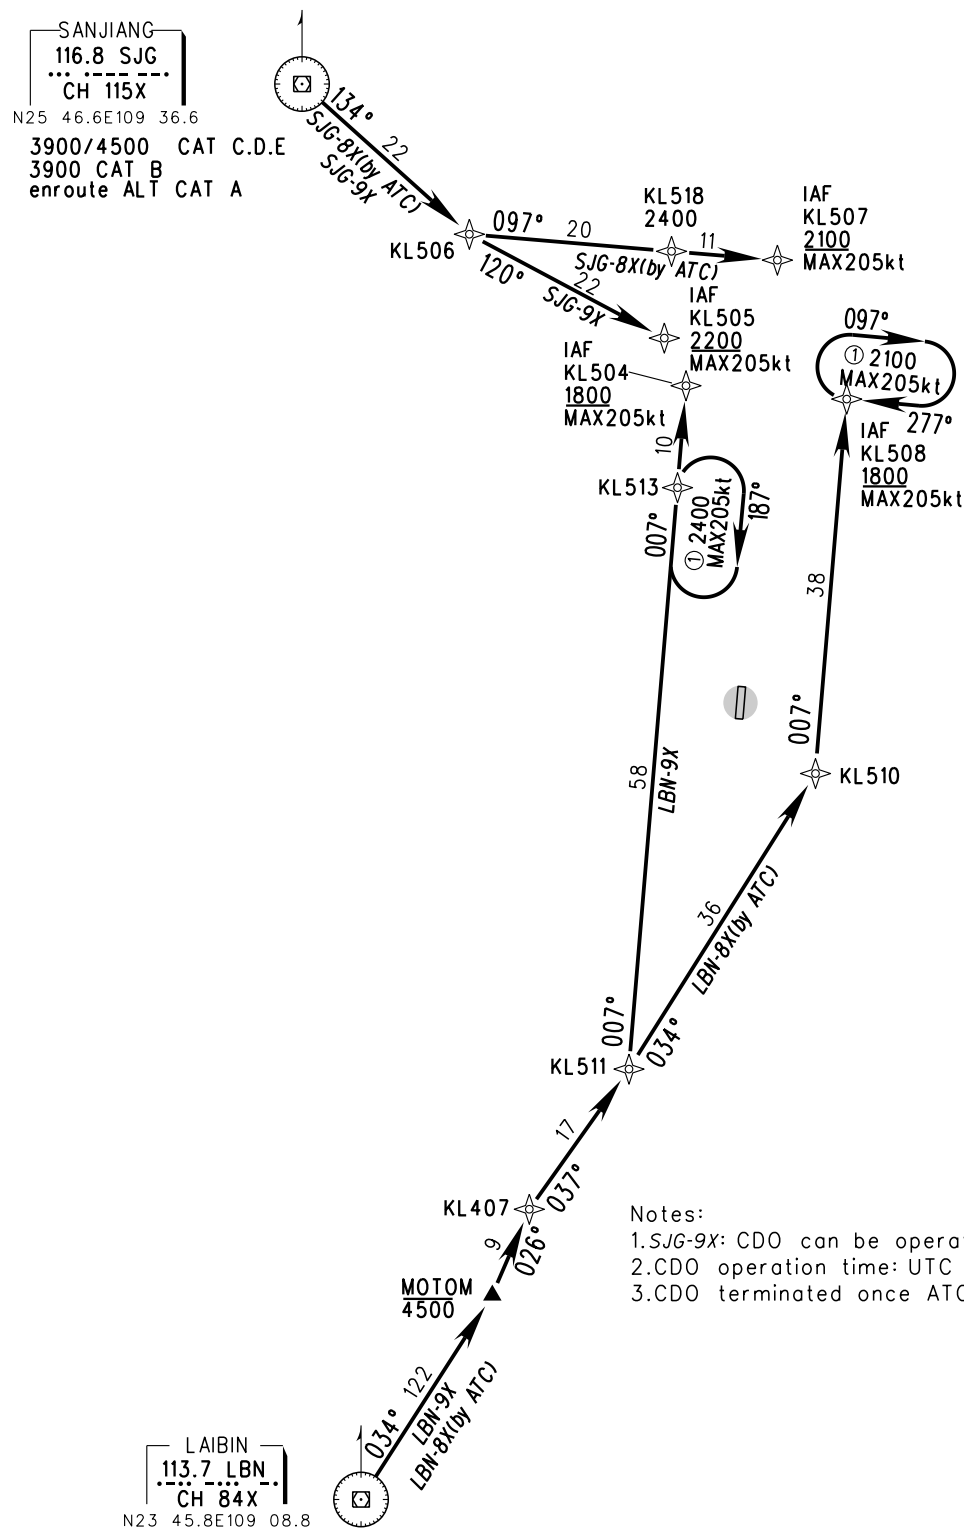 SANJIANG
116.8 SJG
CH 115X
N25 46.6E109 36.6
3900/4500 CAT C.D.E
3900 CAT B
enroute ALT CAT A
134°
22
SJG-8X(by ATC)
SJG-9X
KL506
097°
20
KL518
2400
11
SJG-8X(by ATC)
IAF
KL507
2100
MAX205kt
120°
22
SJG-9X
IAF
KL505
2200
MAX205kt
IAF
KL504
1800
MAX205kt
097°
① 2100
MAX205kt
277°
IAF
KL508
1800
MAX205kt
10
KL513
007°
① 2400
MAX205kt
187°
38
007°
KL510
58
LBN-9X
36
LBN-8X(by ATC)
007°
034°
KL511
17
037°
KL407
9
026°
MOTOM
4500
122
034°
LBN-9X
LBN-8X(by ATC)
Notes:
1.SJG-9X: CDO can be opera
2.CDO operation time: UTC
3.CDO terminated once ATC
LAIBIN
113.7 LBN
CH 84X
N23 45.8E109 08.8